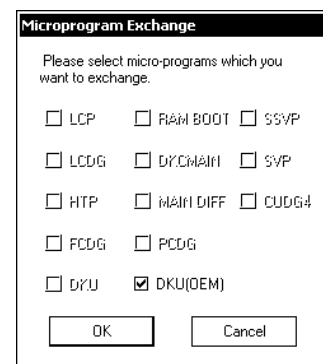 Microprogram Exchange
Please select micro-programs which you
want to exchange.
LCP RAM BOOT SSVP
LCDG DKCMAIN SVP
HTP MAIN DIFF CUDG4
FCDG PCDG
DKU DKU(OEM)
OK Cancel